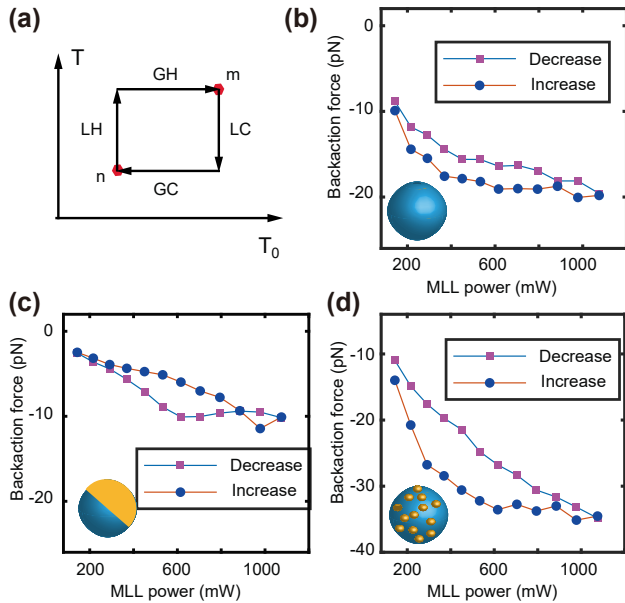 (a)
T
GH
m
LH
LC
n
GC
T0
(b)
Backaction force (pN)
0
-10
-20
Decrease
Increase
200
600
1000
MLL power (mW)
(c)
Backaction force (pN)
0
-10
-20
Decrease
Increase
200
600
1000
MLL power (mW)
(d)
Backaction force (pN)
-10
-20
-30
-40
Decrease
Increase
200
600
1000
MLL power (mW)